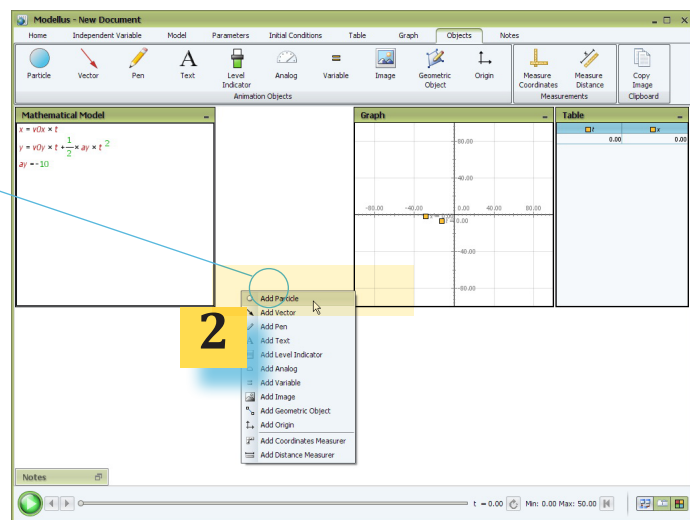 Modellus - New Document
Home Independent Variable Model Parameters Initial Conditions Table Graph Objects Notes
Particle Vector Pen Text Level Indicator Analog Variable Image Geometric Object Origin Measure Coordinates Measure Distance Copy Image
Animation Objects Measurements Clipboard
Mathematical Model
x = v0x × t
y = v0y × t + 1/2 × ay × t 2
ay = -10
Graph
80.00
40.00
-80.00 -40.00 0.00 40.00 80.00
-40.00
-80.00
Table
t x
0.00 0.00
2
Add Particle
Add Vector
Add Pen
Add Text
Add Level Indicator
Add Analog
Add Variable
Add Image
Add Geometric Object
Add Origin
Add Coordinates Measurer
Add Distance Measurer
Notes
t = 0.00 Min: 0.00 Max: 50.00